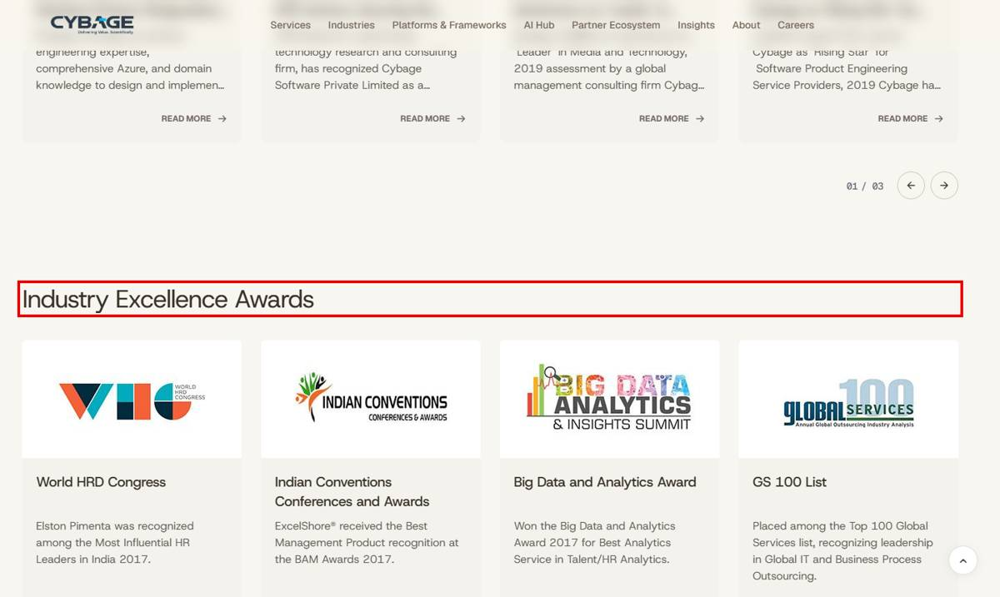 CYBAGE
Delivering Value. Scientifically.
Services Industries Platforms & Frameworks AI Hub Partner Ecosystem Insights About Careers
engineering expertise,
comprehensive Azure, and domain
knowledge to design and implemen...
READ MORE
technology research and consulting
firm, has recognized Cybage
Software Private Limited as a...
READ MORE
'Leader' in Media and Technology,
2019 assessment by a global
management consulting firm Cybag...
READ MORE
Cybage as 'Rising Star' for
'Software Product Engineering
Service Providers, 2019 Cybage ha...
READ MORE
01 / 03
Industry Excellence Awards
WORLD
HRD
CONGRESS
World HRD Congress
Elston Pimenta was recognized
among the Most Influential HR
Leaders in India 2017.
INDIAN CONVENTIONS
CONFERENCES & AWARDS
Indian Conventions
Conferences and Awards
ExcelShore® received the Best
Management Product recognition at
the BAM Awards 2017.
BIG DATA
ANALYTICS
& INSIGHTS SUMMIT
Big Data and Analytics Award
Won the Big Data and Analytics
Award 2017 for Best Analytics
Service in Talent/HR Analytics.
100
gLOBAL SERVICES
Annual Global Outsourcing Industry Analysis
GS 100 List
Placed among the Top 100 Global
Services list, recognizing leadership
in Global IT and Business Process
Outsourcing.